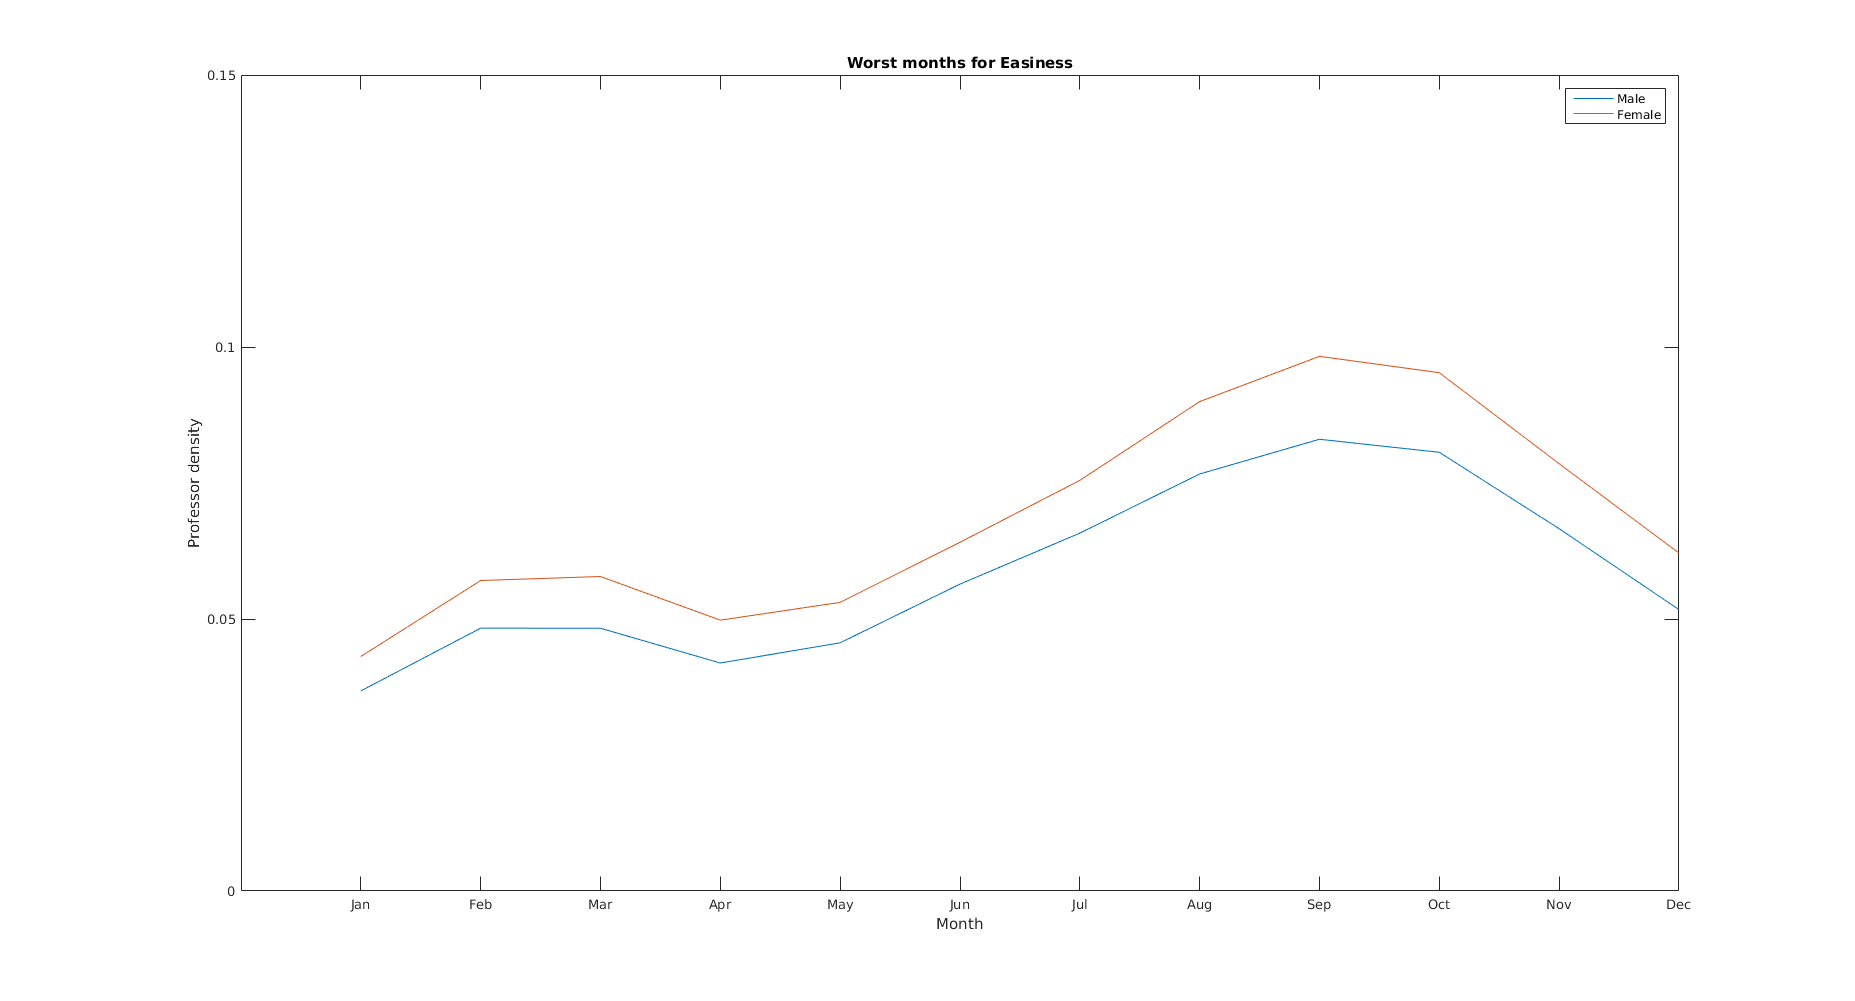 Worst months for Easiness
0.15
0.1
0.05
0
Professor density
Male
Female
Jan Feb Mar Apr May Jun Jul Aug Sep Oct Nov Dec
Month